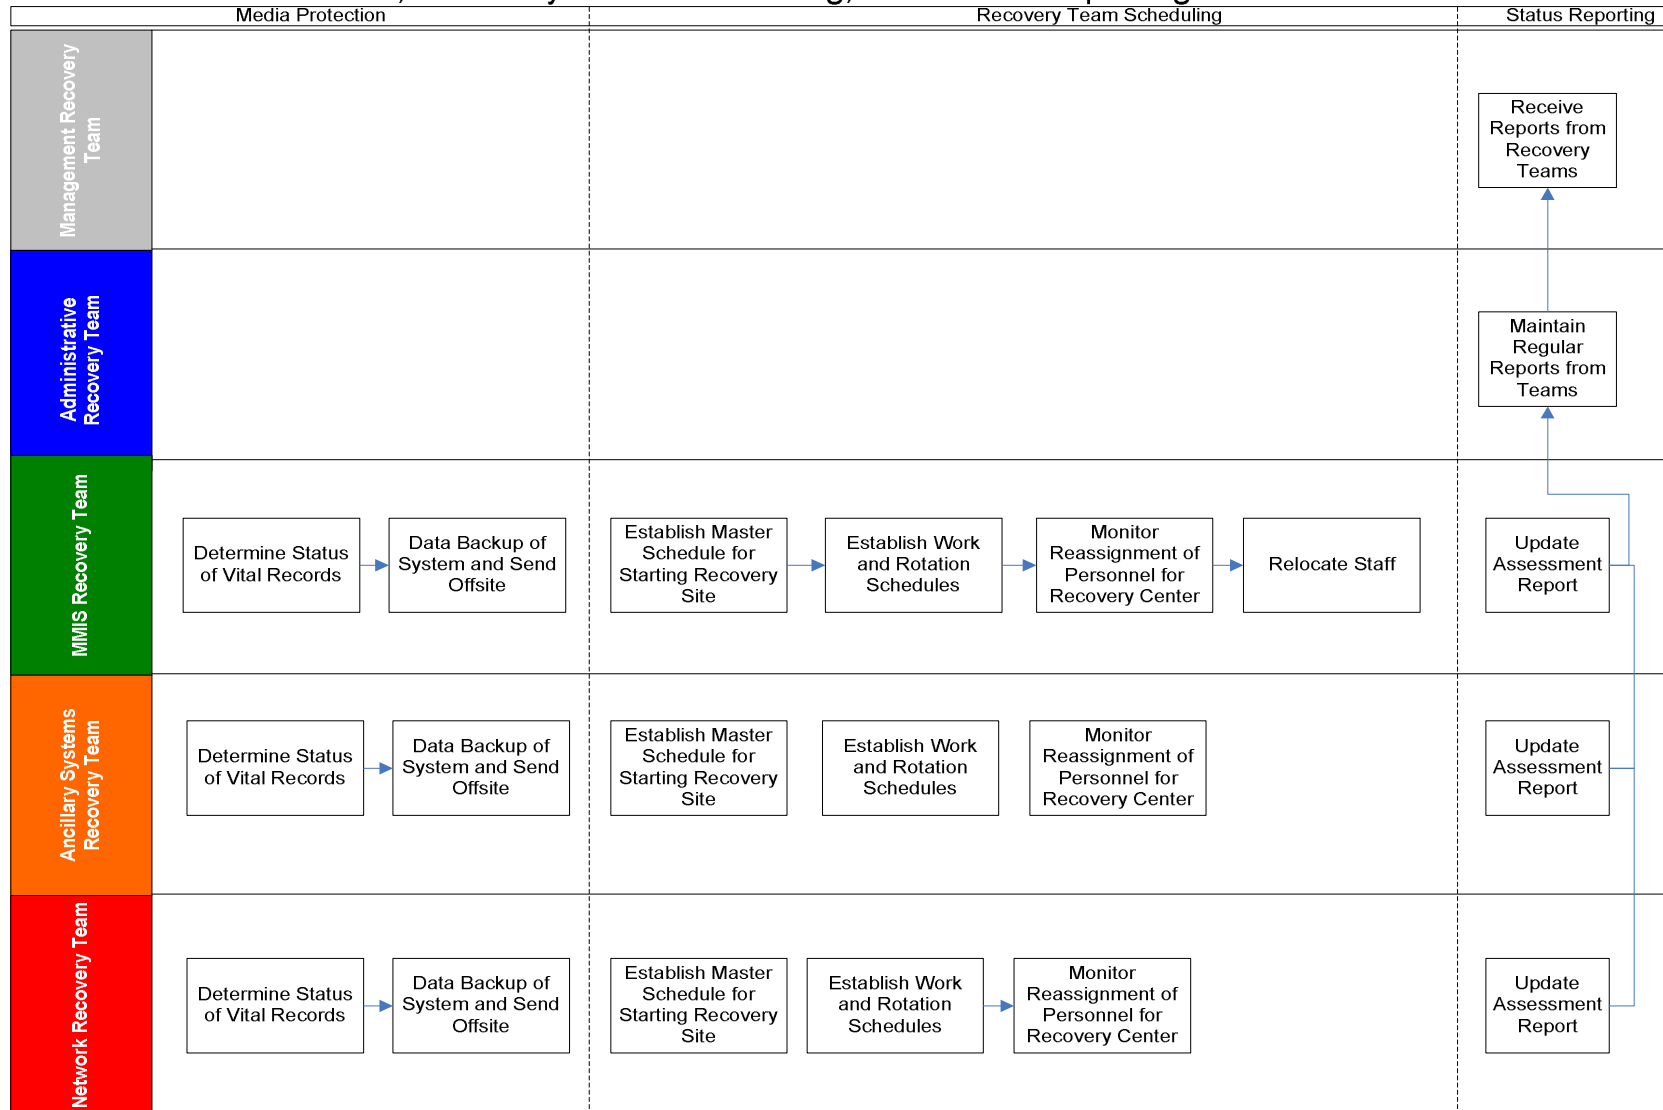 Media Protection
Recovery Team Scheduling
Status Reporting
Management Recovery
Team
Receive
Reports from
Recovery
Teams
Administrative
Recovery Team
Maintain
Regular
Reports from
Teams
MMIS Recovery Team
Determine Status
of Vital Records
Data Backup of
System and Send
Offsite
Establish Master
Schedule for
Starting Recovery
Site
Establish Work
and Rotation
Schedules
Monitor
Reassignment of
Personnel for
Recovery Center
Relocate Staff
Update
Assessment
Report
Ancillary Systems
Recovery Team
Determine Status
of Vital Records
Data Backup of
System and Send
Offsite
Establish Master
Schedule for
Starting Recovery
Site
Establish Work
and Rotation
Schedules
Monitor
Reassignment of
Personnel for
Recovery Center
Update
Assessment
Report
Network Recovery Team
Determine Status
of Vital Records
Data Backup of
System and Send
Offsite
Establish Master
Schedule for
Starting Recovery
Site
Establish Work
and Rotation
Schedules
Monitor
Reassignment of
Personnel for
Recovery Center
Update
Assessment
Report